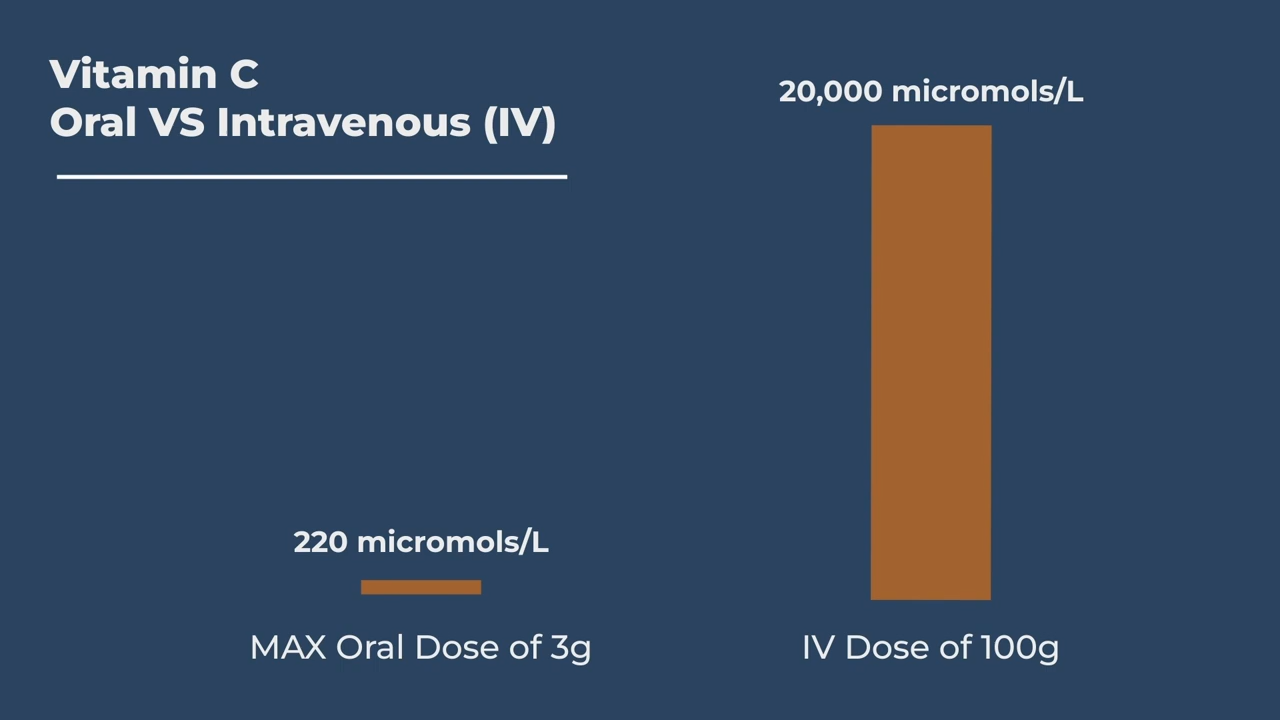 Vitamin C
Oral VS Intravenous (IV)
20,000 micromols/L
220 micromols/L
MAX Oral Dose of 3g
IV Dose of 100g